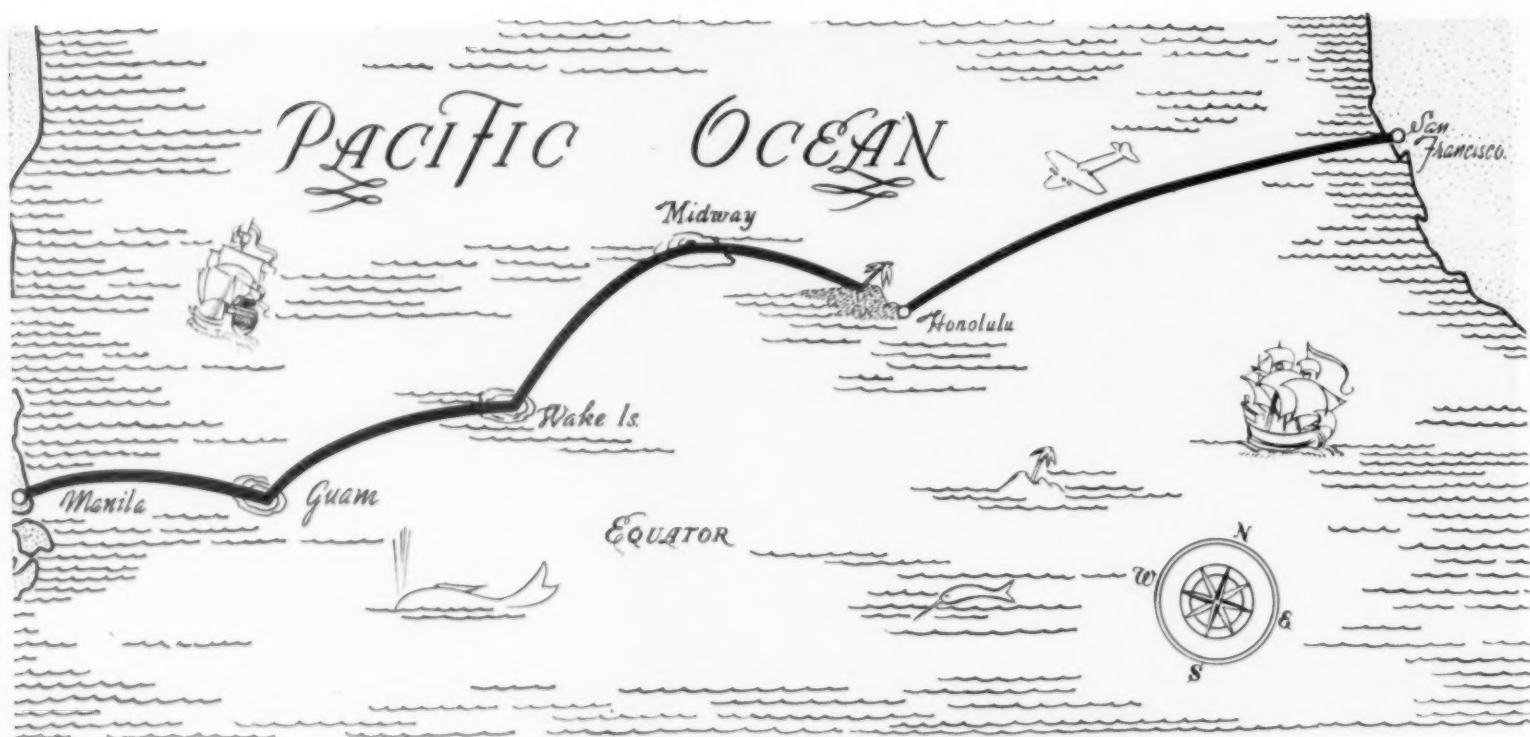 PACIFIC OCEAN
San
Francisco.
Midway
Honolulu
Wake Is.
Manila
Guam
EQUATOR
N
W
E
S